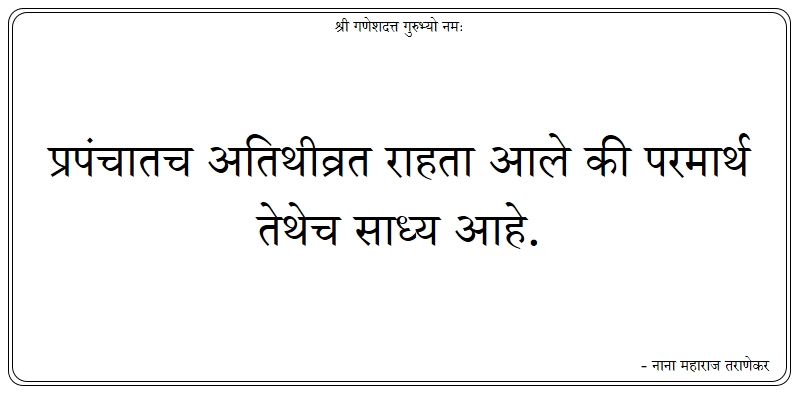 श्री गणेशदत्त गुरुभ्यो नमः
प्रपंचातच अतिथीव्रत राहता आले की परमार्थ
तेथेच साध्य आहे.
- नाना महाराज तराणेकर